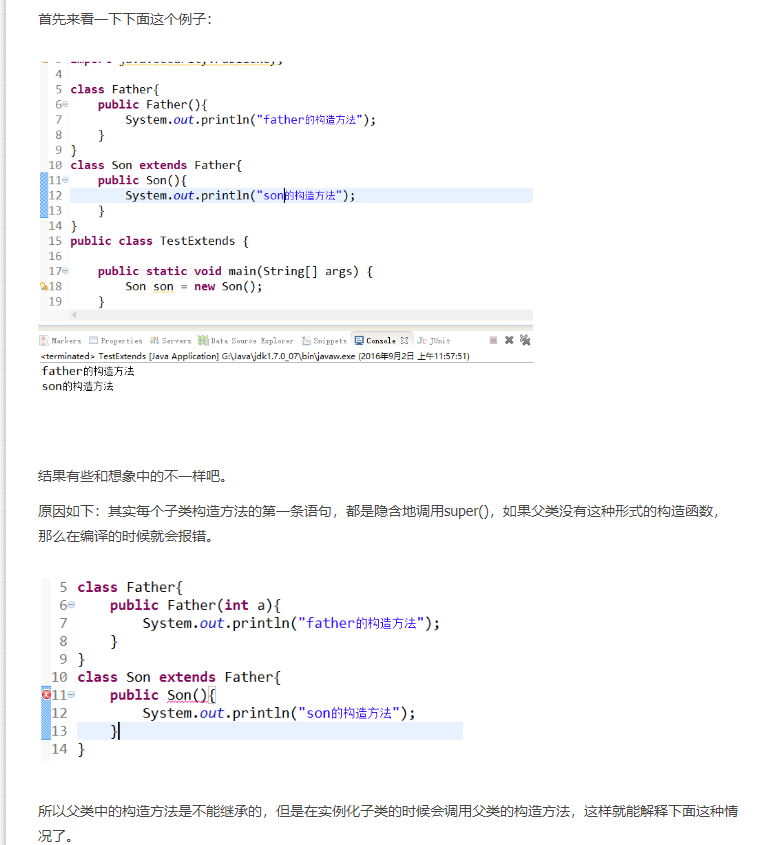 首先来看一下下面这个例子：
4
5 class Father{
6 public Father(){
7 System.out.println("father的构造方法");
8 }
9 }
10 class Son extends Father{
11 public Son(){
12 System.out.println("son的构造方法");
13 }
14 }
15 public class TestExtends {
16
17 public static void main(String[] args) {
18 Son son = new Son();
19 }
Markers Properties Servers Data Source Explorer Snippets Console JUnit
<terminated> TestExtends [Java Application] G:\Java\jdk1.7.0_07\bin\javaw.exe (2016年9月2日 上午11:57:51)
father的构造方法
son的构造方法
结果有些和想象中的不一样吧。
原因如下：其实每个子类构造方法的第一条语句，都是隐含地调用super()，如果父类没有这种形式的构造函数，
那么在编译的时候就会报错。
5 class Father{
6 public Father(int a){
7 System.out.println("father的构造方法");
8 }
9 }
10 class Son extends Father{
11 public Son(){
12 System.out.println("son的构造方法");
13 }
14 }
所以父类中的构造方法是不能继承的，但是在实例化子类的时候会调用父类的构造方法，这样就能解释下面这种情
况了。